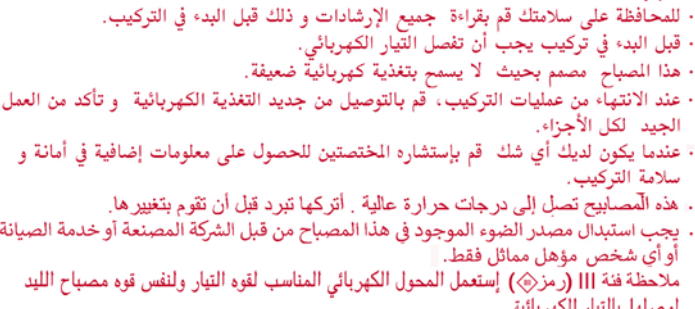 · للمحافظة على سلامتك قم بقراءة جميع الإرشادات و ذلك قبل البدء في التركيب.
· قبل البدء في تركيب يجب أن تفصل التيار الكهربائي.
· هذا المصباح مصمم بحيث لا يسمح بتغذية كهربائية ضعيفة.
· عند الانتهاء من عمليات التركيب، قم بالتوصيل من جديد التغذية الكهربائية و تأكد من العمل
الجيد لكل الأجزاء.
· عندما يكون لديك أي شك قم بإستشاره المختصتين للحصول على معلومات إضافية في أمانة و
سلامة التركيب.
· هذه المصابيح تصل إلى درجات حرارة عالية . أتركها تبرد قبل أن تقوم بتغييرها.
· يجب استبدال مصدر الضوء الموجود في هذا المصباح من قبل الشركة المصنعة أوخدمة الصيانة
أو أي شخص مؤهل مماثل فقط.
ملاحظة فئة III (رمز) إستعمل المحول الكهربائي المناسب لقوه التيار ولنفس قوه مصباح الليد
بالتيار الكهربائية